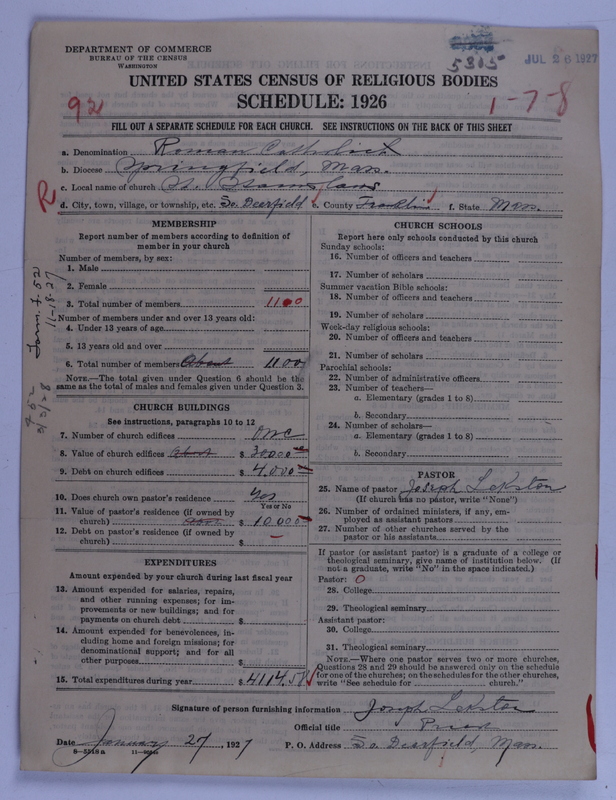 DEPARTMENT OF COMMERCE
BUREAU OF THE CENSUS
WASHINGTON
5305
JUL 26 1927
UNITED STATES CENSUS OF RELIGIOUS BODIES
SCHEDULE: 1926
92
1-7-8
FILL OUT A SEPARATE SCHEDULE FOR EACH CHURCH. SEE INSTRUCTIONS ON THE BACK OF THIS SHEET
a. Denomination Roman Catholich
b. Diocese Springfield, Mass.
c. Local name of church St. Stanislaus
R
d. City, town, village, or township, etc. So. Deerfield e. County Franklin f. State Mass.
MEMBERSHIP
Report number of members according to definition of
member in your church
Number of members, by sex:
1. Male
2. Female
3. Total number of members 1100
Number of members under and over 13 years old:
4. Under 13 years of age
5. 13 years old and over
6. Total number of members About 1100
NOTE.—The total given under Question 6 should be the
same as the total of males and females given under Question 3.
11-18-27
CHURCH BUILDINGS
See instructions, paragraphs 10 to 12
7. Number of church edifices One
8. Value of church edifices About $ 30000
9. Debt on church edifices $ 4,000
10. Does church own pastor's residence Yes
Yes or No
11. Value of pastor's residence (if owned by
church) About $ 10,000
12. Debt on pastor's residence (if owned by
church) $ —
EXPENDITURES
Amount expended by your church during last fiscal year
13. Amount expended for salaries, repairs,
and other running expenses; for im-
provements or new buildings; and for
payments on church debt $
14. Amount expended for benevolences, in-
cluding home and foreign missions; for
denominational support; and for all
other purposes
15. Total expenditures during year $ 4114.58
CHURCH SCHOOLS
Report here only schools conducted by this church
Sunday schools:
16. Number of officers and teachers
17. Number of scholars
Summer vacation Bible schools:
18. Number of officers and teachers
19. Number of scholars
Week-day religious schools:
20. Number of officers and teachers
21. Number of scholars
Parochial schools:
22. Number of administrative officers
23. Number of teachers—
a. Elementary (grades 1 to 8)
b. Secondary
24. Number of scholars—
a. Elementary (grades 1 to 8)
b. Secondary
PASTOR
25. Name of pastor Joseph Lekston
(If church has no pastor, write "None")
26. Number of ordained ministers, if any, em-
ployed as assistant pastors
27. Number of other churches served by the
pastor or his assistants
If pastor (or assistant pastor) is a graduate of a college or
theological seminary, give name of institution below. (If
not a graduate, write "No" in the space indicated.)
Pastor: O
28. College
29. Theological seminary
Assistant pastor:
30. College
31. Theological seminary
NOTE.—Where one pastor serves two or more churches,
Questions 28 and 29 should be answered only on the schedule
for one of the churches; on the schedules for the other churches,
write "See schedule for church."
Signature of person furnishing information Joseph Lekston
Official title Priest
Date January 27, 1927 P. O. Address So. Deerfield, Mass.